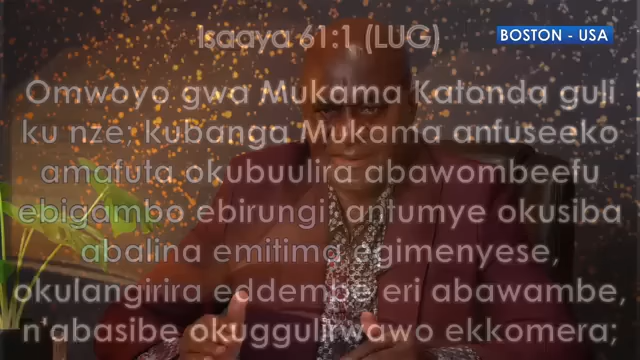 Isaaya 61:1 (LUG)
BOSTON - USA
Omwoyo gwa Mukama Katonda guli
ku nze; Kubanga Mukama anfuseeko
amafuta okubuulira abawombeefu
ebigambo ebirungi; antumye okusiba
abalina emitima egimenyese,
okulangirira eddembe eri abawambe,
n'abasibe okuggulirwawo ekkomera;